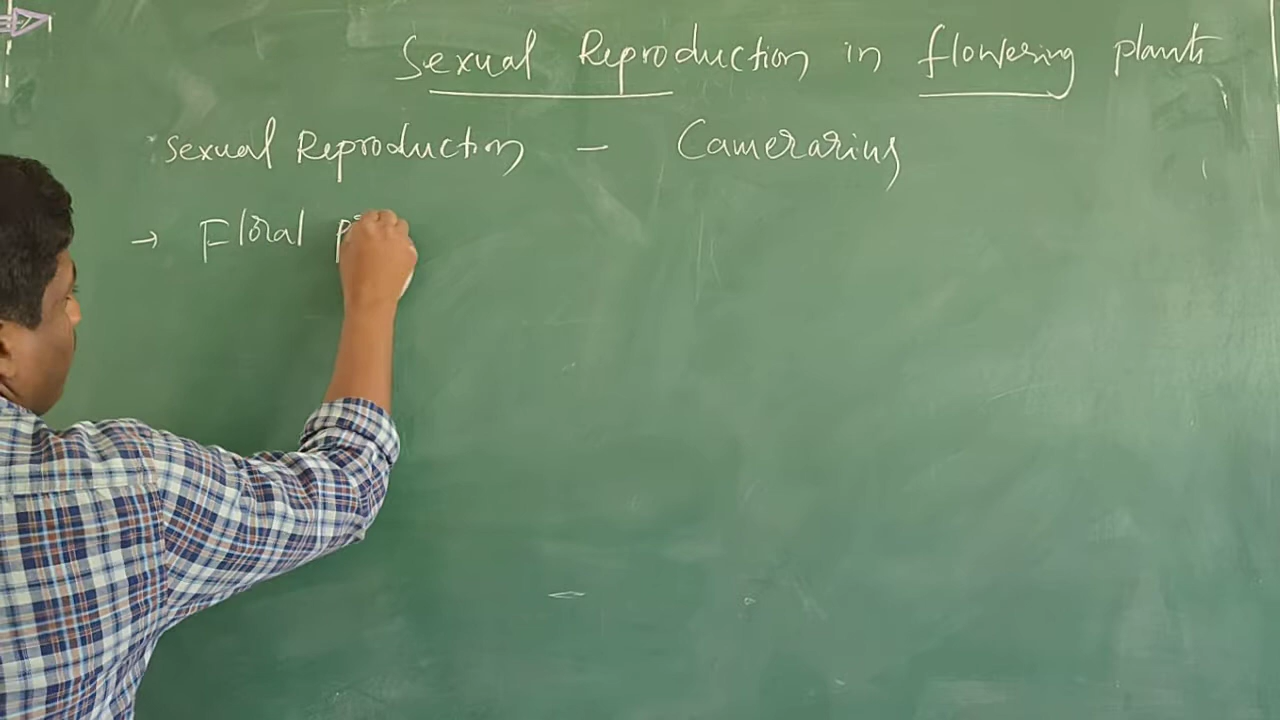 Sexual Reproduction in flowering plants
Sexual Reproduction - Camerarius
→ Floral